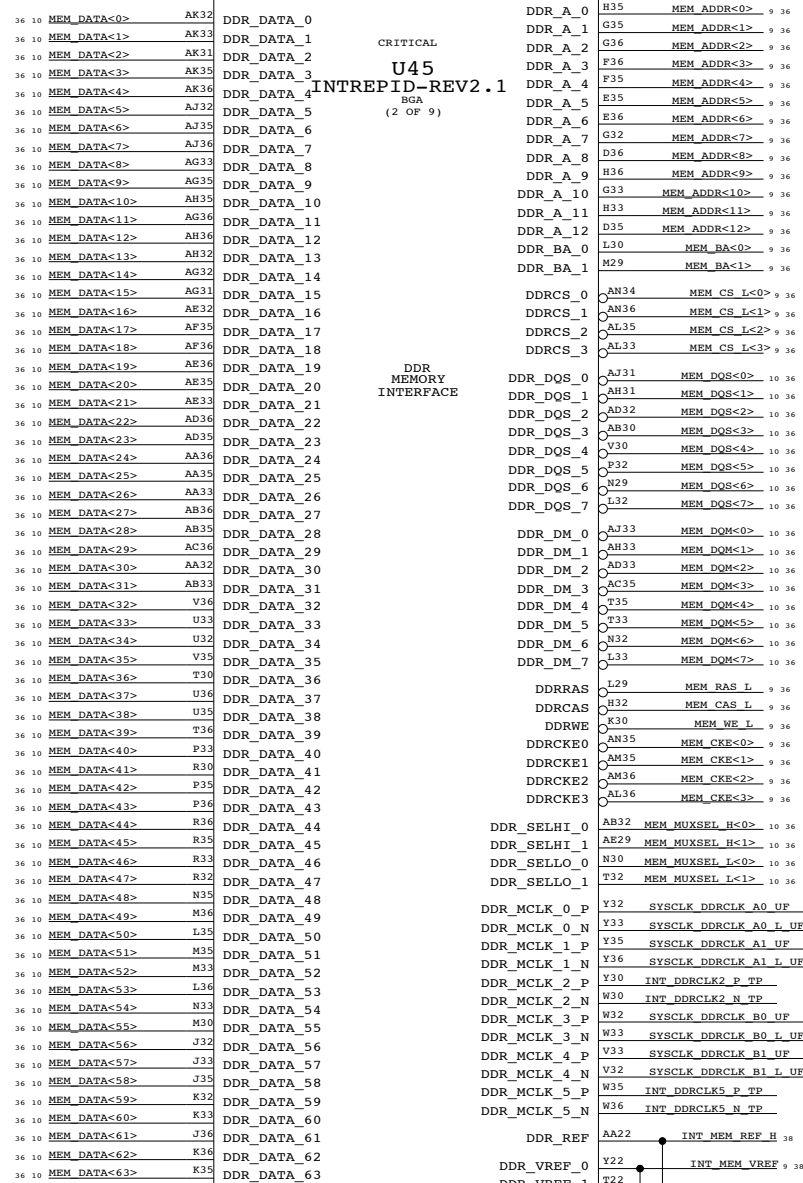 36 10 MEM_DATA<0> AK32 DDR_DATA_0
36 10 MEM_DATA<1> AK33 DDR_DATA_1
36 10 MEM_DATA<2> AK31 DDR_DATA_2
36 10 MEM_DATA<3> AK35 DDR_DATA_3
36 10 MEM_DATA<4> AK36 DDR_DATA_4
36 10 MEM_DATA<5> AJ32 DDR_DATA_5
36 10 MEM_DATA<6> AJ35 DDR_DATA_6
36 10 MEM_DATA<7> AJ36 DDR_DATA_7
36 10 MEM_DATA<8> AG33 DDR_DATA_8
36 10 MEM_DATA<9> AG35 DDR_DATA_9
36 10 MEM_DATA<10> AH35 DDR_DATA_10
36 10 MEM_DATA<11> AG36 DDR_DATA_11
36 10 MEM_DATA<12> AH36 DDR_DATA_12
36 10 MEM_DATA<13> AH32 DDR_DATA_13
36 10 MEM_DATA<14> AG32 DDR_DATA_14
36 10 MEM_DATA<15> AG31 DDR_DATA_15
36 10 MEM_DATA<16> AE32 DDR_DATA_16
36 10 MEM_DATA<17> AF35 DDR_DATA_17
36 10 MEM_DATA<18> AF36 DDR_DATA_18
36 10 MEM_DATA<19> AE36 DDR_DATA_19
36 10 MEM_DATA<20> AE35 DDR_DATA_20
36 10 MEM_DATA<21> AE33 DDR_DATA_21
36 10 MEM_DATA<22> AD36 DDR_DATA_22
36 10 MEM_DATA<23> AD35 DDR_DATA_23
36 10 MEM_DATA<24> AA36 DDR_DATA_24
36 10 MEM_DATA<25> AA35 DDR_DATA_25
36 10 MEM_DATA<26> AA33 DDR_DATA_26
36 10 MEM_DATA<27> AB36 DDR_DATA_27
36 10 MEM_DATA<28> AB35 DDR_DATA_28
36 10 MEM_DATA<29> AC36 DDR_DATA_29
36 10 MEM_DATA<30> AA32 DDR_DATA_30
36 10 MEM_DATA<31> AB33 DDR_DATA_31
36 10 MEM_DATA<32> V36 DDR_DATA_32
36 10 MEM_DATA<33> U33 DDR_DATA_33
36 10 MEM_DATA<34> U32 DDR_DATA_34
36 10 MEM_DATA<35> V35 DDR_DATA_35
36 10 MEM_DATA<36> T30 DDR_DATA_36
36 10 MEM_DATA<37> U36 DDR_DATA_37
36 10 MEM_DATA<38> U35 DDR_DATA_38
36 10 MEM_DATA<39> T36 DDR_DATA_39
36 10 MEM_DATA<40> P33 DDR_DATA_40
36 10 MEM_DATA<41> R30 DDR_DATA_41
36 10 MEM_DATA<42> P35 DDR_DATA_42
36 10 MEM_DATA<43> P36 DDR_DATA_43
36 10 MEM_DATA<44> R36 DDR_DATA_44
36 10 MEM_DATA<45> R35 DDR_DATA_45
36 10 MEM_DATA<46> R33 DDR_DATA_46
36 10 MEM_DATA<47> R32 DDR_DATA_47
36 10 MEM_DATA<48> N35 DDR_DATA_48
36 10 MEM_DATA<49> M36 DDR_DATA_49
36 10 MEM_DATA<50> L35 DDR_DATA_50
36 10 MEM_DATA<51> M35 DDR_DATA_51
36 10 MEM_DATA<52> M33 DDR_DATA_52
36 10 MEM_DATA<53> L36 DDR_DATA_53
36 10 MEM_DATA<54> N33 DDR_DATA_54
36 10 MEM_DATA<55> M30 DDR_DATA_55
36 10 MEM_DATA<56> J32 DDR_DATA_56
36 10 MEM_DATA<57> J33 DDR_DATA_57
36 10 MEM_DATA<58> J35 DDR_DATA_58
36 10 MEM_DATA<59> K32 DDR_DATA_59
36 10 MEM_DATA<60> K33 DDR_DATA_60
36 10 MEM_DATA<61> J36 DDR_DATA_61
36 10 MEM_DATA<62> K36 DDR_DATA_62
36 10 MEM_DATA<63> K35 DDR_DATA_63
CRITICAL
U45
INTREPID-REV2.1
BGA
(2 OF 9)
DDR
MEMORY
INTERFACE
DDR_A_0 H35 MEM_ADDR<0> 9 36
DDR_A_1 G35 MEM_ADDR<1> 9 36
DDR_A_2 G36 MEM_ADDR<2> 9 36
DDR_A_3 F36 MEM_ADDR<3> 9 36
DDR_A_4 F35 MEM_ADDR<4> 9 36
DDR_A_5 E35 MEM_ADDR<5> 9 36
DDR_A_6 E36 MEM_ADDR<6> 9 36
DDR_A_7 G32 MEM_ADDR<7> 9 36
DDR_A_8 D36 MEM_ADDR<8> 9 36
DDR_A_9 H36 MEM_ADDR<9> 9 36
DDR_A_10 G33 MEM_ADDR<10> 9 36
DDR_A_11 H33 MEM_ADDR<11> 9 36
DDR_A_12 D35 MEM_ADDR<12> 9 36
DDR_BA_0 L30 MEM_BA<0> 9 36
DDR_BA_1 M29 MEM_BA<1> 9 36
DDRCS_0 AN34 MEM_CS_L<0> 9 36
DDRCS_1 AN36 MEM_CS_L<1> 9 36
DDRCS_2 AL35 MEM_CS_L<2> 9 36
DDRCS_3 AL33 MEM_CS_L<3> 9 36
DDR_DQS_0 AJ31 MEM_DQS<0> 10 36
DDR_DQS_1 AH31 MEM_DQS<1> 10 36
DDR_DQS_2 AD32 MEM_DQS<2> 10 36
DDR_DQS_3 AB30 MEM_DQS<3> 10 36
DDR_DQS_4 V30 MEM_DQS<4> 10 36
DDR_DQS_5 P32 MEM_DQS<5> 10 36
DDR_DQS_6 N29 MEM_DQS<6> 10 36
DDR_DQS_7 L32 MEM_DQS<7> 10 36
DDR_DM_0 AJ33 MEM_DQM<0> 10 36
DDR_DM_1 AH33 MEM_DQM<1> 10 36
DDR_DM_2 AD33 MEM_DQM<2> 10 36
DDR_DM_3 AC35 MEM_DQM<3> 10 36
DDR_DM_4 T35 MEM_DQM<4> 10 36
DDR_DM_5 T33 MEM_DQM<5> 10 36
DDR_DM_6 N32 MEM_DQM<6> 10 36
DDR_DM_7 L33 MEM_DQM<7> 10 36
DDRRAS L29 MEM_RAS_L 9 36
DDRCAS H32 MEM_CAS_L 9 36
DDRWE K30 MEM_WE_L 9 36
DDRCKE0 AN35 MEM_CKE<0> 9 36
DDRCKE1 AM35 MEM_CKE<1> 9 36
DDRCKE2 AM36 MEM_CKE<2> 9 36
DDRCKE3 AL36 MEM_CKE<3> 9 36
DDR_SELHI_0 AB32 MEM_MUXSEL_H<0> 10 36
DDR_SELHI_1 AE29 MEM_MUXSEL_H<1> 10 36
DDR_SELLO_0 N30 MEM_MUXSEL_L<0> 10 36
DDR_SELLO_1 T32 MEM_MUXSEL_L<1> 10 36
DDR_MCLK_0_P Y32 SYSCLK_DDRCLK_A0_UF
DDR_MCLK_0_N Y33 SYSCLK_DDRCLK_A0_L_UF
DDR_MCLK_1_P Y35 SYSCLK_DDRCLK_A1_UF
DDR_MCLK_1_N Y36 SYSCLK_DDRCLK_A1_L_UF
DDR_MCLK_2_P Y30 INT_DDRCLK2_P_TP
DDR_MCLK_2_N W30 INT_DDRCLK2_N_TP
DDR_MCLK_3_P W32 SYSCLK_DDRCLK_B0_UF
DDR_MCLK_3_N W33 SYSCLK_DDRCLK_B0_L_UF
DDR_MCLK_4_P V33 SYSCLK_DDRCLK_B1_UF
DDR_MCLK_4_N V32 SYSCLK_DDRCLK_B1_L_UF
DDR_MCLK_5_P W35 INT_DDRCLK5_P_TP
DDR_MCLK_5_N W36 INT_DDRCLK5_N_TP
DDR_REF AA22 INT_MEM_REF_H 38
DDR_VREF_0 Y22 INT_MEM_VREF 9 38
T22